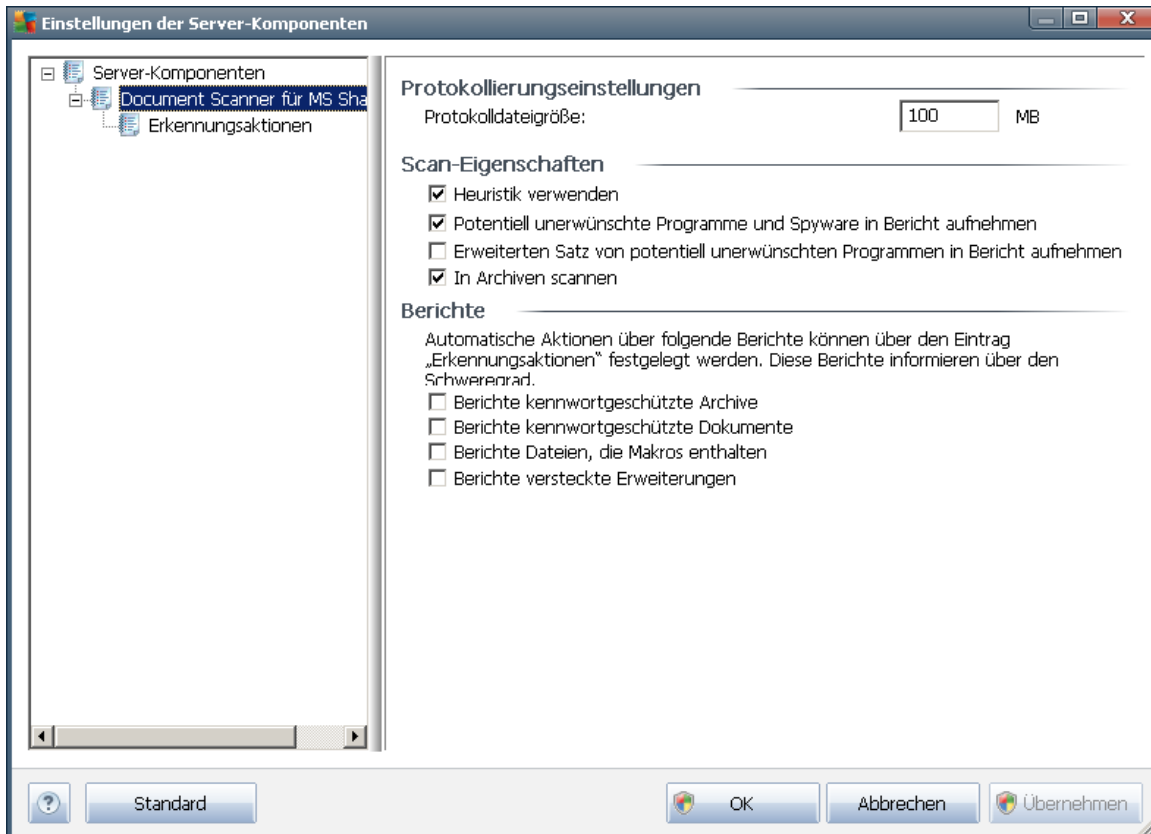 Einstellungen der Server-Komponenten
Server-Komponenten
Document Scanner für MS Sha
Erkennungsaktionen
Protokollierungseinstellungen
Protokolldateigröße:
100
MB
Scan-Eigenschaften
Heuristik verwenden
Potentiell unerwünschte Programme und Spyware in Bericht aufnehmen
Erweiterten Satz von potentiell unerwünschten Programmen in Bericht aufnehmen
In Archiven scannen
Berichte
Automatische Aktionen über folgende Berichte können über den Eintrag
„Erkennungsaktionen“ festgelegt werden. Diese Berichte informieren über den
Schweregrad.
Berichte kennwortgeschützte Archive
Berichte kennwortgeschützte Dokumente
Berichte Dateien, die Makros enthalten
Berichte versteckte Erweiterungen
?
Standard
OK
Abbrechen
Übernehmen